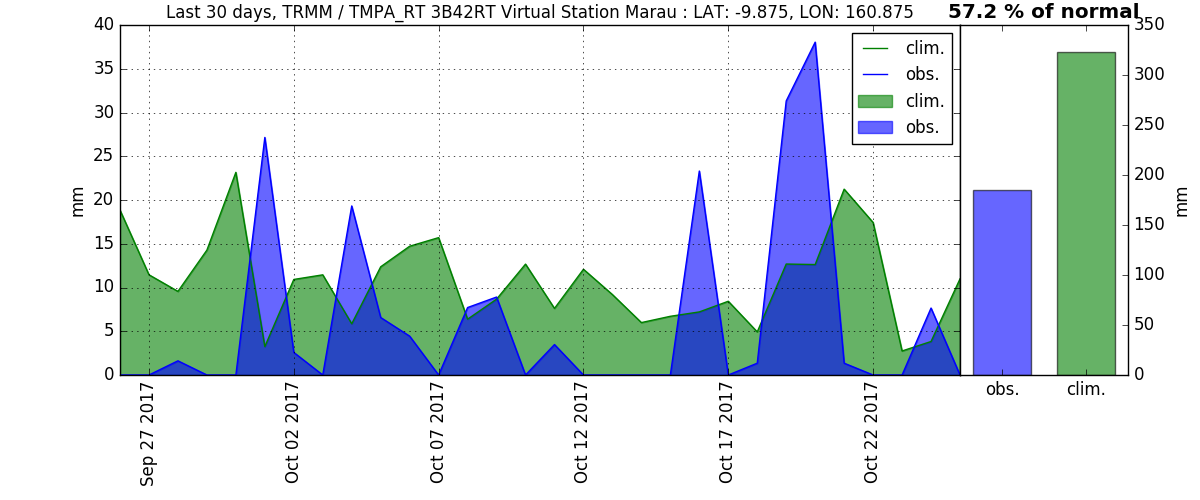 Last 30 days, TRMM / TMPA_RT 3B42RT Virtual Station Marau : LAT: -9.875, LON: 160.875
57.2 % of normal
40
35
30
25
20
15
10
5
0
mm
clim.
obs.
clim.
obs.
Sep 27 2017
Oct 02 2017
Oct 07 2017
Oct 12 2017
Oct 17 2017
Oct 22 2017
obs.
clim.
350
300
250
200
150
100
50
0
mm